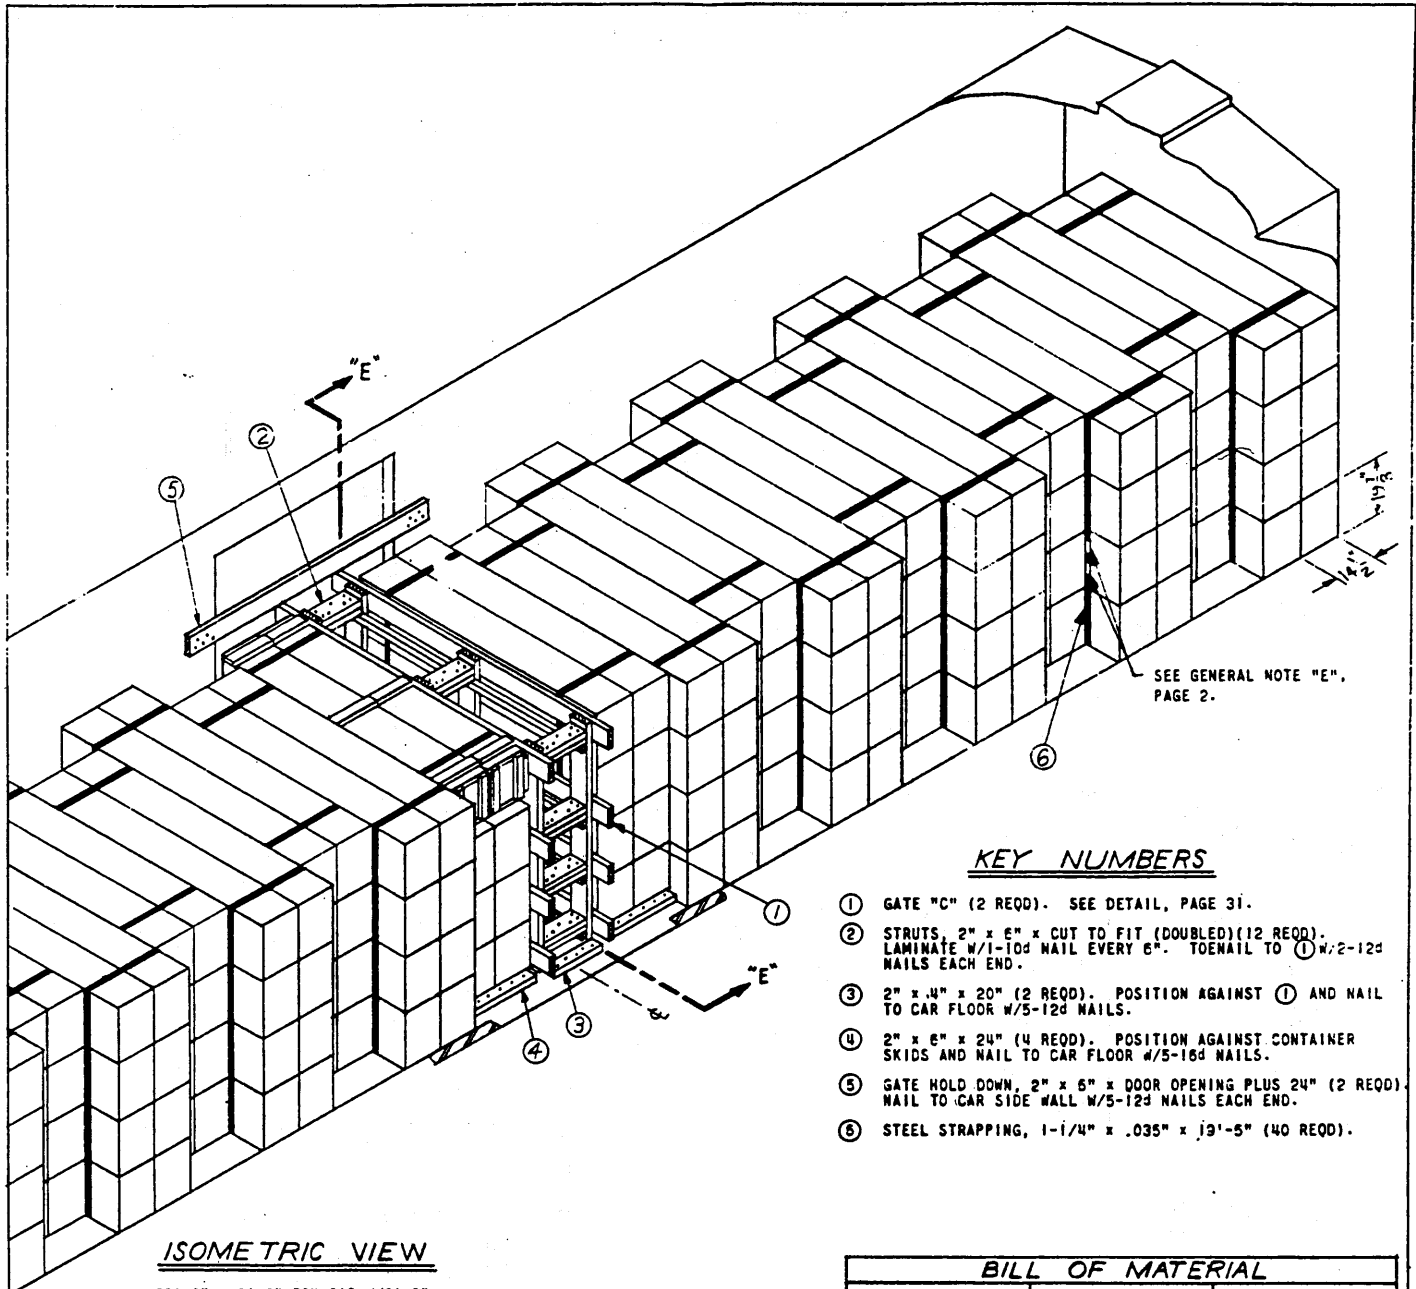 "E"
②
⑤
19 7/8"
14 1/2"
SEE GENERAL NOTE "E",
PAGE 2.
⑥
①
"E"
③
④
KEY NUMBERS
① GATE "C" (2 REQD). SEE DETAIL, PAGE 31.
② STRUTS, 2" x 6" x CUT TO FIT (DOUBLED)(12 REQD).
LAMINATE W/1-10d NAIL EVERY 6". TOENAIL TO ① W/2-12d
NAILS EACH END.
③ 2" x 4" x 20" (2 REQD). POSITION AGAINST ① AND NAIL
TO CAR FLOOR W/5-12d NAILS.
④ 2" x 6" x 24" (4 REQD). POSITION AGAINST CONTAINER
SKIDS AND NAIL TO CAR FLOOR W/5-16d NAILS.
⑤ GATE HOLD DOWN, 2" x 6" x DOOR OPENING PLUS 24" (2 REQD).
NAIL TO CAR SIDE WALL W/5-12d NAILS EACH END.
⑥ STEEL STRAPPING, 1-1/4" x .035" x 19'-5" (40 REQD).
ISOMETRIC VIEW
BILL OF MATERIAL